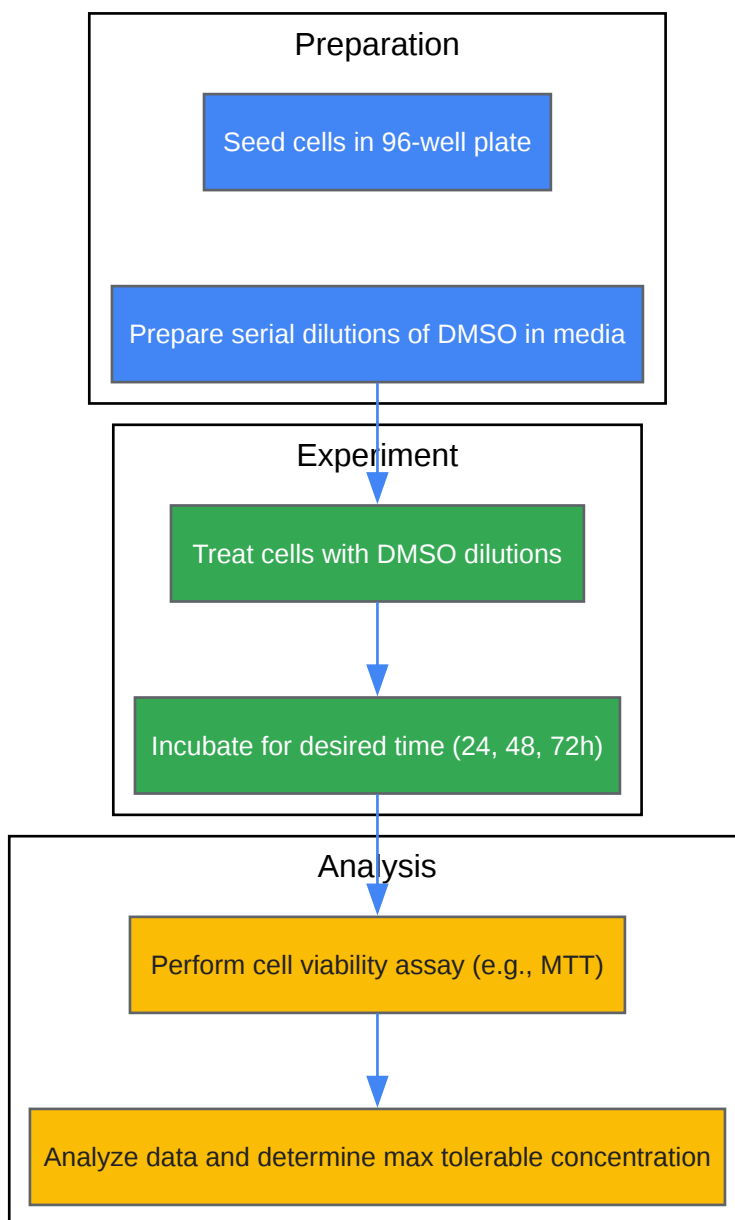 Preparation
Seed cells in 96-well plate
Prepare serial dilutions of DMSO in media
Experiment
Treat cells with DMSO dilutions
Incubate for desired time (24, 48, 72h)
Analysis
Perform cell viability assay (e.g., MTT)
Analyze data and determine max tolerable concentration